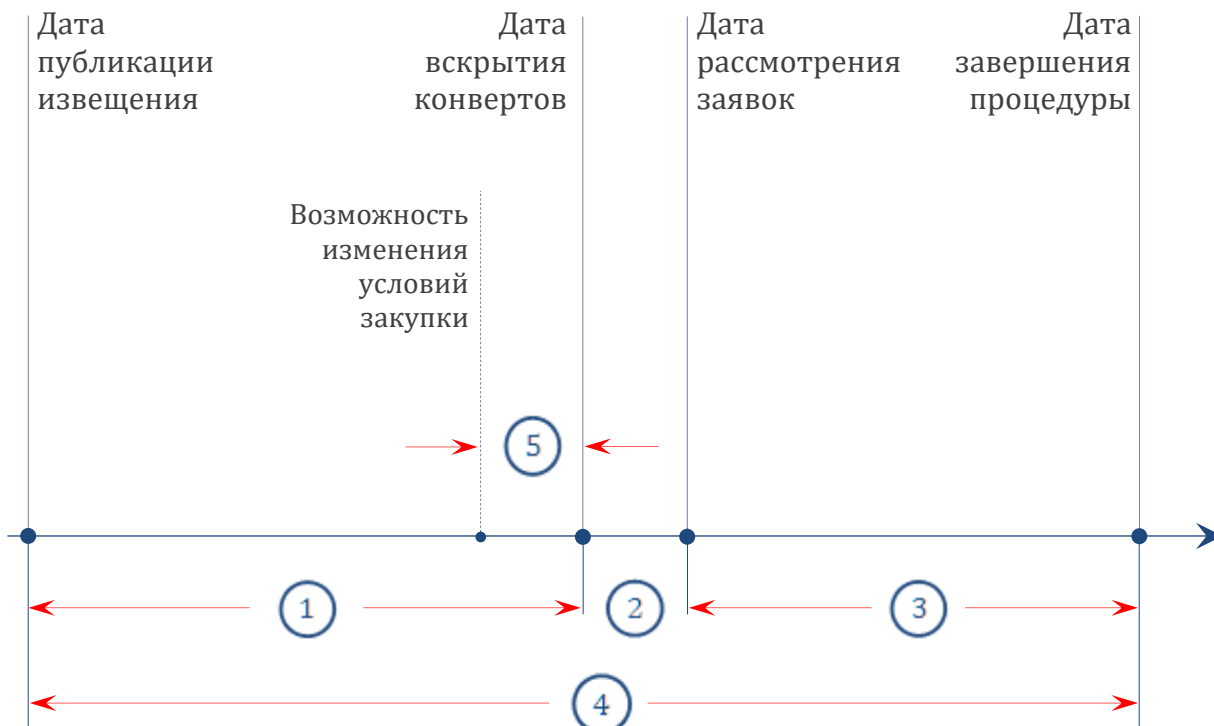 Дата
публикации
извещения
Дата
вскрытия
конвертов
Дата
рассмотрения
заявок
Дата
завершения
процедуры
Возможность
изменения
условий
закупки
5
1
2
3
4